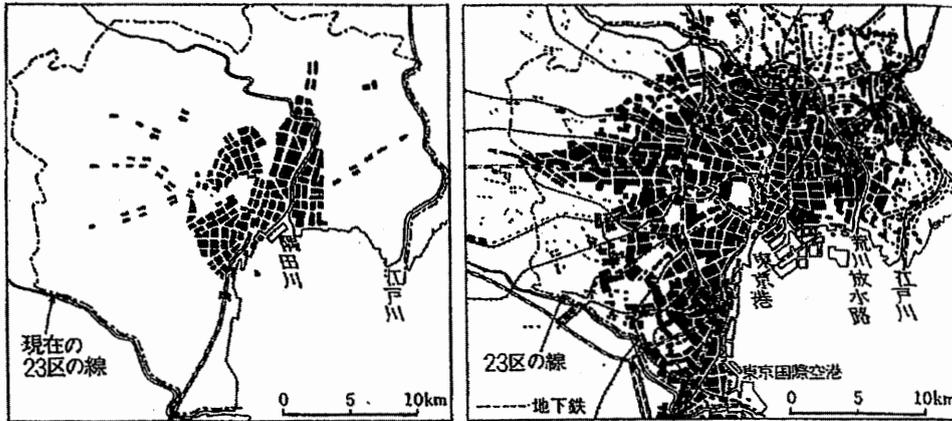 隅田川
江戸川
現在の
23区の線
0 5 10km
東京港
荒川放水路
江戸川
23区の線
東京国際空港
地下鉄
0 5 10km